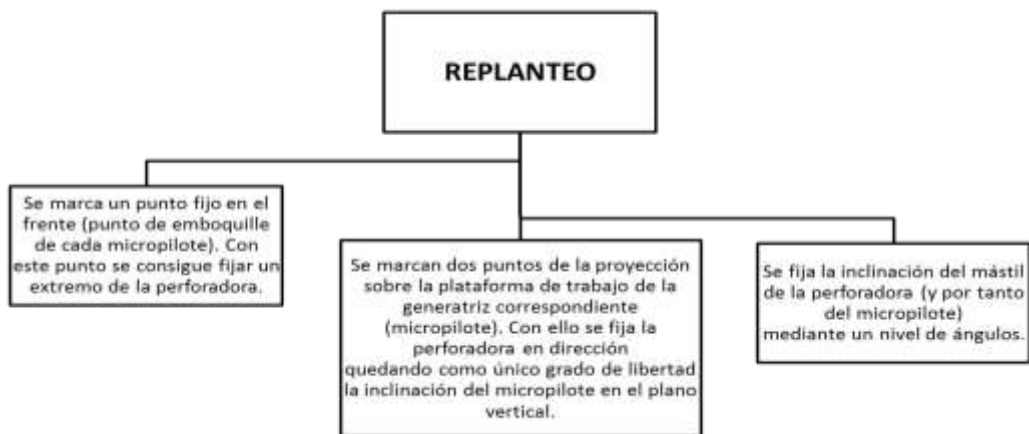 REPLANTEO
Se marca un punto fijo en el
frente (punto de emboquille
de cada micropilote). Con
este punto se consigue fijar un
extremo de la perforadora.
Se marcan dos puntos de la proyección
sobre la plataforma de trabajo de la
generatriz correspondiente
(micropilote). Con ello se fija la
perforadora en dirección
quedando como único grado de libertad
la inclinación del micropilote en el plano
vertical.
Se fija la inclinación del mástil
de la perforadora (y por tanto
del micropilote)
mediante un nivel de ángulos.